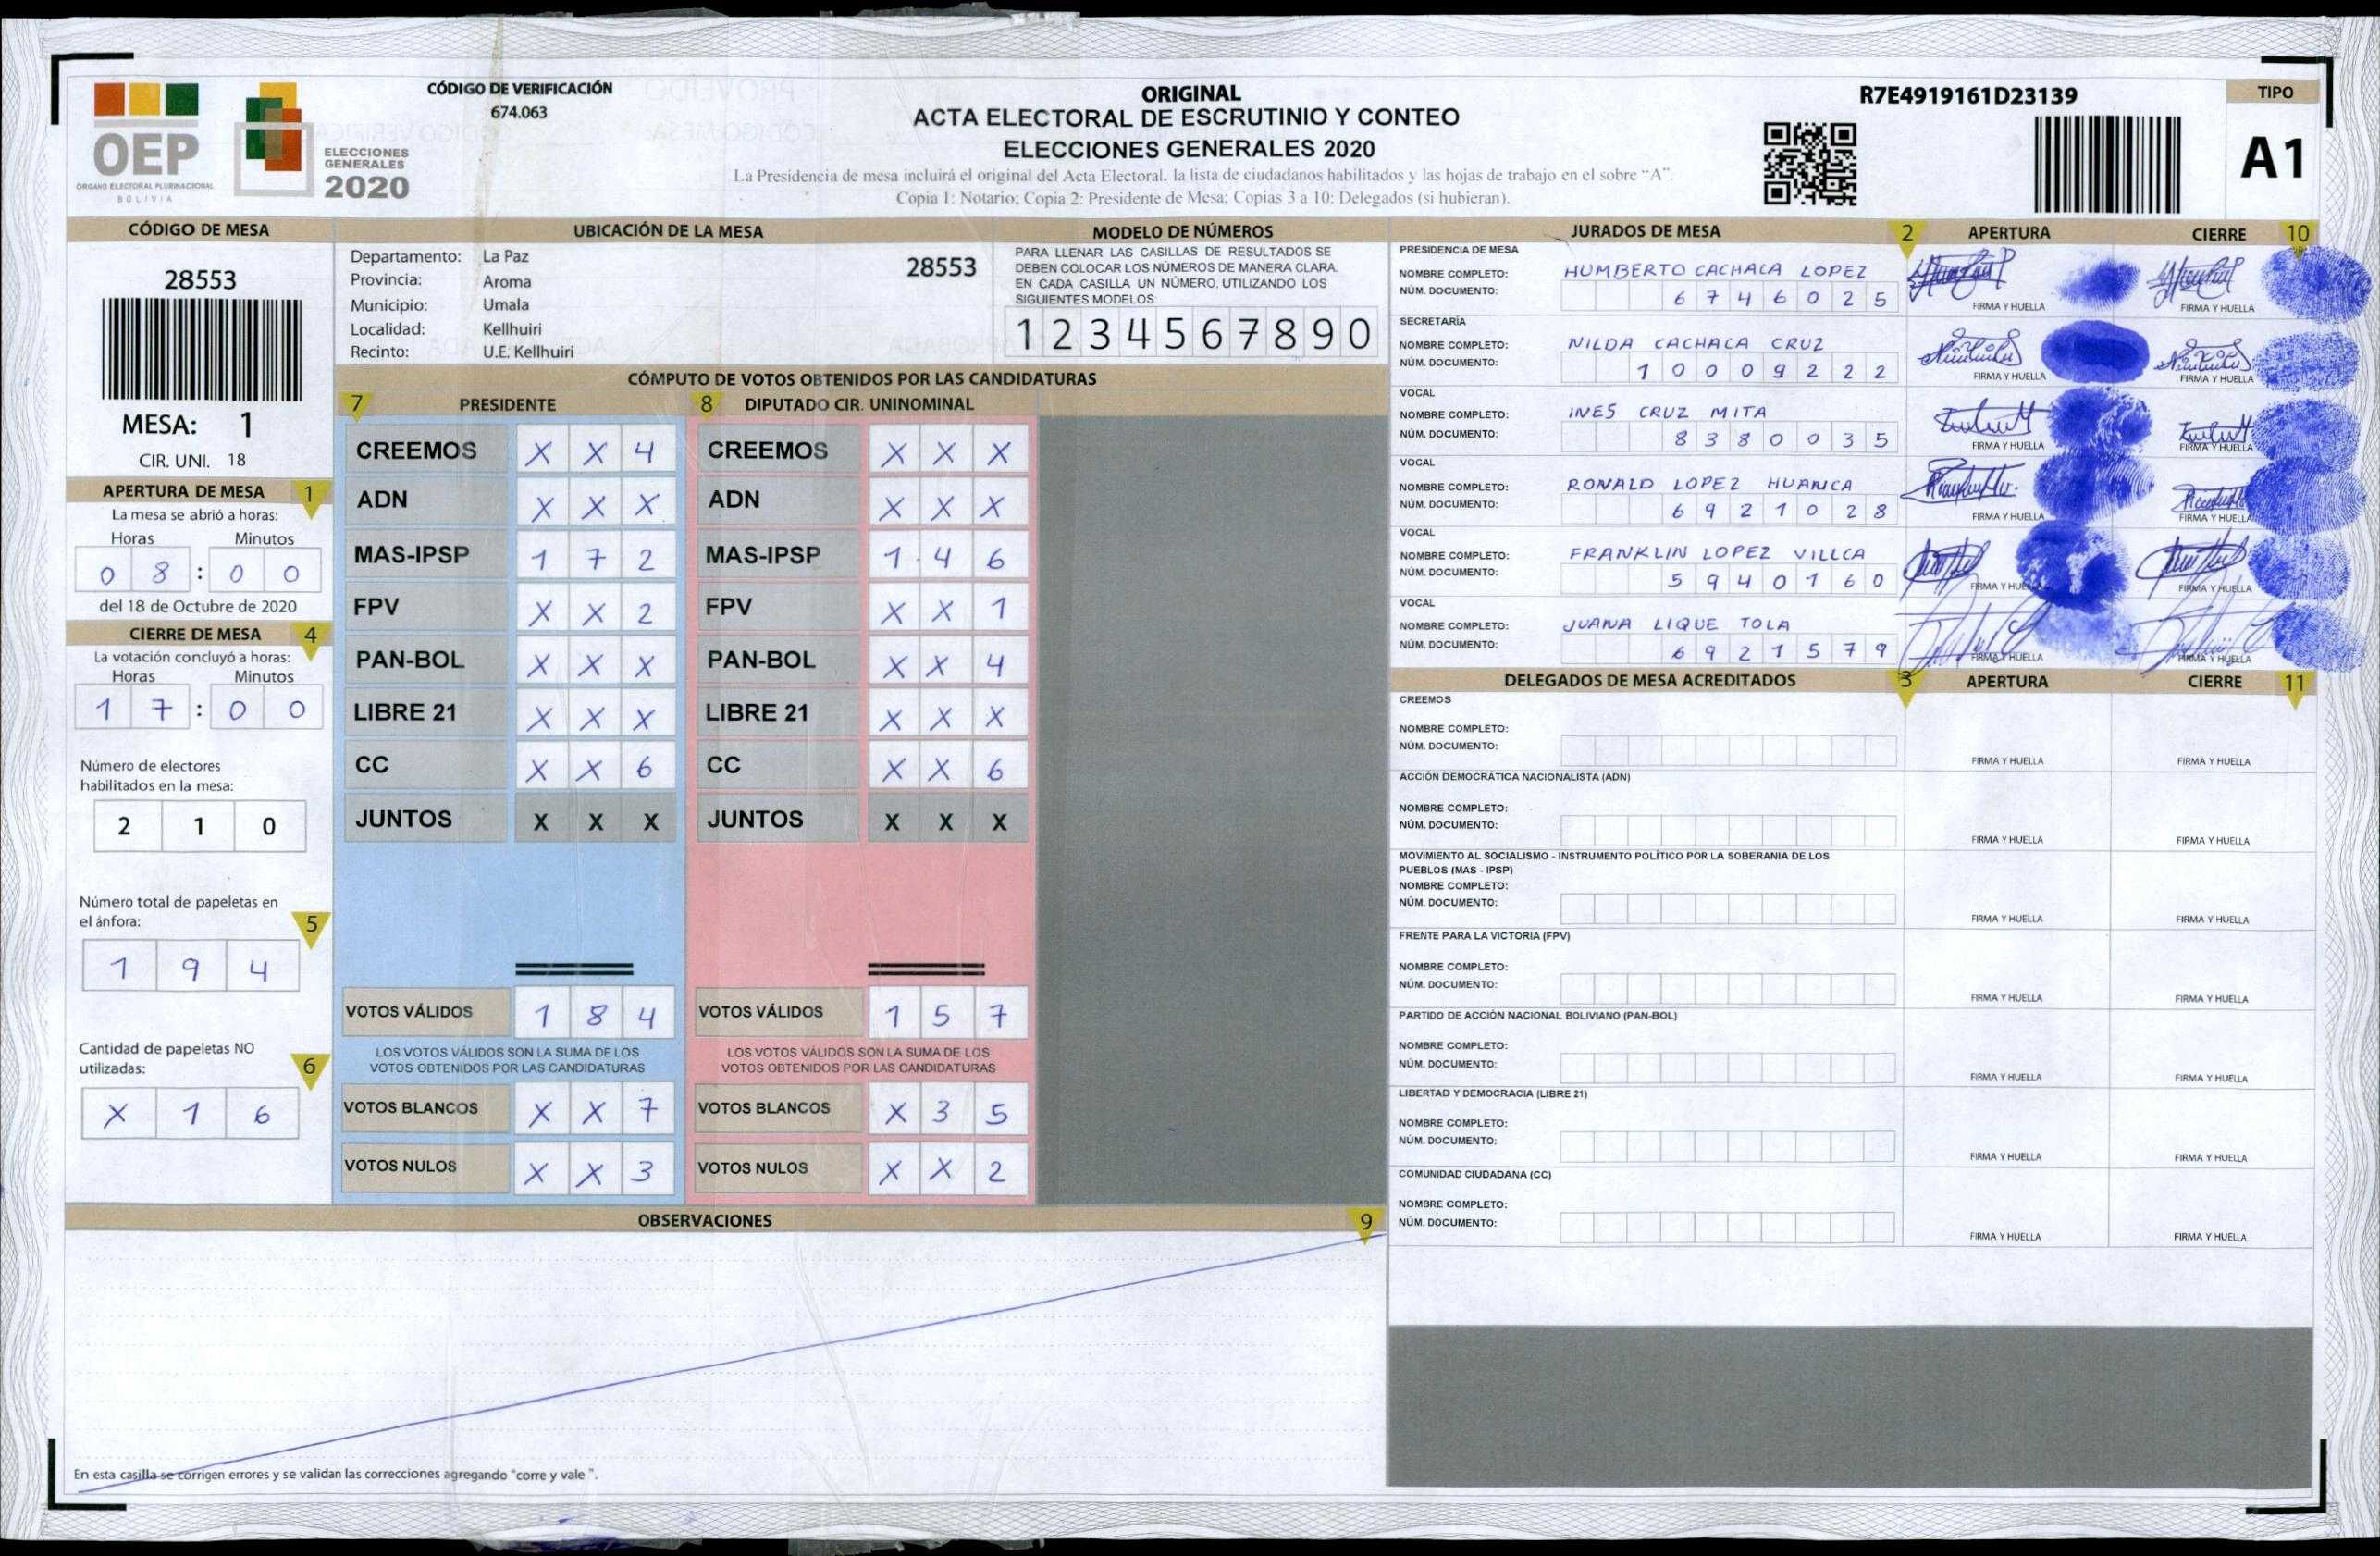 CÓDIGO DE VERIFICACIÓN
674.063
ORIGINAL
ACTA ELECTORAL DE ESCRUTINIO Y CONTEO
ELECCIONES GENERALES 2020
La Presidencia de mesa incluirá el original del Acta Electoral, la lista de ciudadanos habilitados y las hojas de trabajo en el sobre "A".
Copia 1: Notario; Copia 2: Presidente de Mesa; Copias 3 a 10: Delegados (si hubieran).
R7E4919161D23139
TIPO
A1
OEP
ÓRGANO ELECTORAL PLURINACIONAL
BOLIVIA
ELECCIONES
GENERALES
2020
CÓDIGO DE MESA
28553
MESA: 1
CIR. UNI. 18
APERTURA DE MESA 1
La mesa se abrió a horas:
Horas Minutos
0 8 : 0 0
del 18 de Octubre de 2020
CIERRE DE MESA 4
La votación concluyó a horas:
Horas Minutos
1 7 : 0 0
Número de electores
habilitados en la mesa:
2 1 0
Número total de papeletas en
el ánfora: 5
1 9 4
Cantidad de papeletas NO
utilizadas: 6
X 1 6
UBICACIÓN DE LA MESA
Departamento: La Paz 28553
Provincia: Aroma
Municipio: Umala
Localidad: Kellhuiri
Recinto: U.E. Kellhuiri
MODELO DE NÚMEROS
PARA LLENAR LAS CASILLAS DE RESULTADOS SE
DEBEN COLOCAR LOS NÚMEROS DE MANERA CLARA.
EN CADA CASILLA UN NÚMERO, UTILIZANDO LOS
SIGUIENTES MODELOS:
1 2 3 4 5 6 7 8 9 0
CÓMPUTO DE VOTOS OBTENIDOS POR LAS CANDIDATURAS
7 PRESIDENTE 8 DIPUTADO CIR. UNINOMINAL
CREEMOS X X 4 CREEMOS X X X
ADN X X X ADN X X X
MAS-IPSP 1 7 2 MAS-IPSP 1 4 6
FPV X X 2 FPV X X 1
PAN-BOL X X X PAN-BOL X X 4
LIBRE 21 X X X LIBRE 21 X X X
CC X X 6 CC X X 6
JUNTOS X X X JUNTOS X X X
VOTOS VÁLIDOS 1 8 4 VOTOS VÁLIDOS 1 5 7
LOS VOTOS VÁLIDOS SON LA SUMA DE LOS LOS VOTOS VÁLIDOS SON LA SUMA DE LOS
VOTOS OBTENIDOS POR LAS CANDIDATURAS VOTOS OBTENIDOS POR LAS CANDIDATURAS
VOTOS BLANCOS X X 7 VOTOS BLANCOS X 3 5
VOTOS NULOS X X 3 VOTOS NULOS X X 2
OBSERVACIONES 9
En esta casilla se corrigen errores y se validan las correcciones agregando "corre y vale ".
JURADOS DE MESA 2 APERTURA CIERRE 10
PRESIDENCIA DE MESA
NOMBRE COMPLETO: HUMBERTO CACHACA LOPEZ
NÚM. DOCUMENTO: 6 7 4 6 0 2 5
FIRMA Y HUELLA FIRMA Y HUELLA
SECRETARÍA
NOMBRE COMPLETO: NILDA CACHACA CRUZ
NÚM. DOCUMENTO: 1 0 0 0 9 2 2 2
FIRMA Y HUELLA FIRMA Y HUELLA
VOCAL
NOMBRE COMPLETO: INES CRUZ MITA
NÚM. DOCUMENTO: 8 3 8 0 0 3 5
FIRMA Y HUELLA FIRMA Y HUELLA
VOCAL
NOMBRE COMPLETO: RONALD LOPEZ HUANCA
NÚM. DOCUMENTO: 6 9 2 1 0 2 8
FIRMA Y HUELLA FIRMA Y HUELLA
VOCAL
NOMBRE COMPLETO: FRANKLIN LOPEZ VILLCA
NÚM. DOCUMENTO: 5 9 4 0 1 6 0
FIRMA Y HUELLA FIRMA Y HUELLA
VOCAL
NOMBRE COMPLETO: JUANA LIQUE TOLA
NÚM. DOCUMENTO: 6 9 2 1 5 7 9
FIRMA Y HUELLA FIRMA Y HUELLA
DELEGADOS DE MESA ACREDITADOS 3 APERTURA CIERRE 11
CREEMOS
NOMBRE COMPLETO:
NÚM. DOCUMENTO:
FIRMA Y HUELLA FIRMA Y HUELLA
ACCIÓN DEMOCRÁTICA NACIONALISTA (ADN)
NOMBRE COMPLETO:
NÚM. DOCUMENTO:
FIRMA Y HUELLA FIRMA Y HUELLA
MOVIMIENTO AL SOCIALISMO - INSTRUMENTO POLÍTICO POR LA SOBERANIA DE LOS
PUEBLOS (MAS - IPSP)
NOMBRE COMPLETO:
NÚM. DOCUMENTO:
FIRMA Y HUELLA FIRMA Y HUELLA
FRENTE PARA LA VICTORIA (FPV)
NOMBRE COMPLETO:
NÚM. DOCUMENTO:
FIRMA Y HUELLA FIRMA Y HUELLA
PARTIDO DE ACCIÓN NACIONAL BOLIVIANO (PAN-BOL)
NOMBRE COMPLETO:
NÚM. DOCUMENTO:
FIRMA Y HUELLA FIRMA Y HUELLA
LIBERTAD Y DEMOCRACIA (LIBRE 21)
NOMBRE COMPLETO:
NÚM. DOCUMENTO:
FIRMA Y HUELLA FIRMA Y HUELLA
COMUNIDAD CIUDADANA (CC)
NOMBRE COMPLETO:
NÚM. DOCUMENTO:
FIRMA Y HUELLA FIRMA Y HUELLA